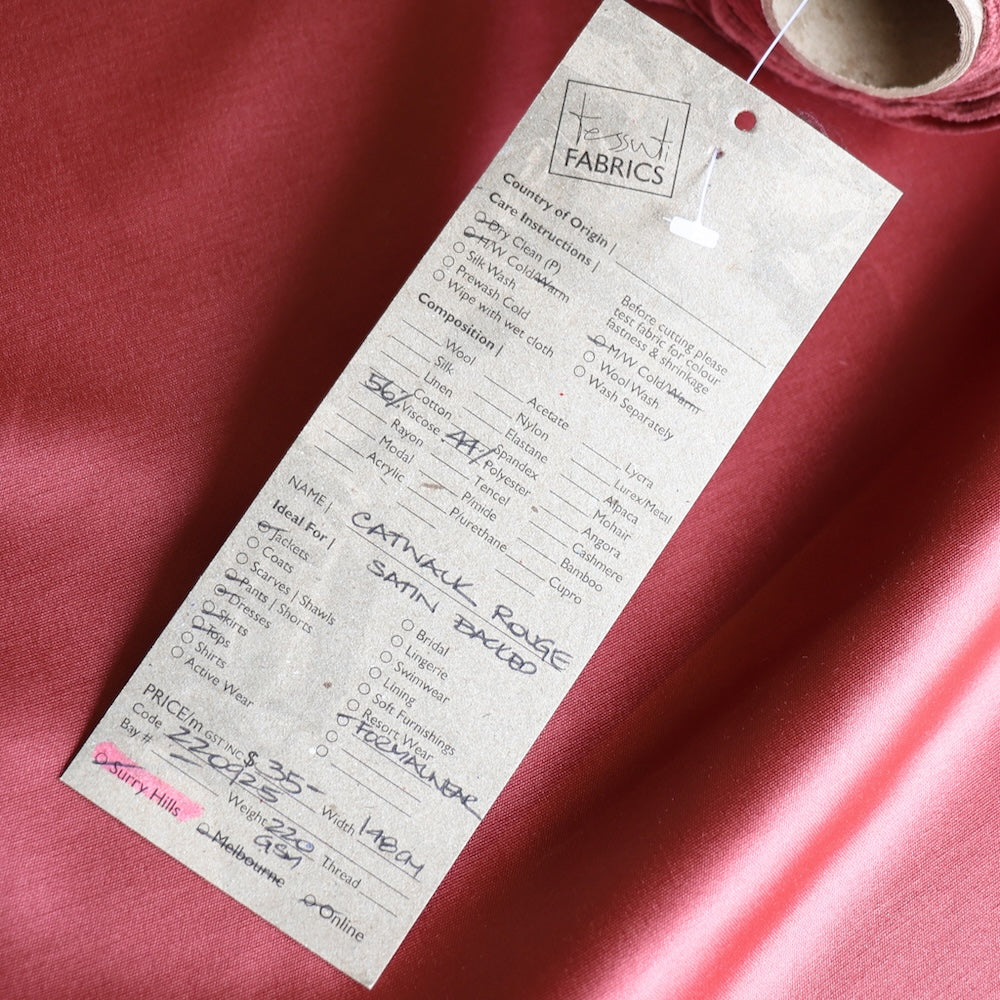 tessuti
FABRICS
Country of Origin |
Care Instructions |
Dry Clean (P)
H/W Cold/Warm
Silk Wash
Prewash Cold
Wipe with wet cloth
Before cutting please
test fabric for colour
fastness & shrinkage
M/W Cold/Warm
Wool Wash
Wash Separately
Composition |
Wool
Silk
Linen
Cotton
56% Viscose
Rayon
Modal
Acrylic
Acetate
Nylon
Elastane
Spandex
44% Polyester
Tencel
P/mide
P/urethane
Lycra
Lurex/Metal
Alpaca
Mohair
Angora
Cashmere
Bamboo
Cupro
NAME | CATWALK ROUGE
SATIN BACKED
Ideal For |
Jackets
Coats
Scarves | Shawls
Pants | Shorts
Dresses
Skirts
Tops
Shirts
Active Wear
Bridal
Lingerie
Swimwear
Lining
Soft Furnishings
Resort Wear
FORMALWEAR
PRICE/m GST INC $35- Width 148CM
Code 220925
Bay # Weight 220 GSM Thread
Surry Hills
Melbourne
Online